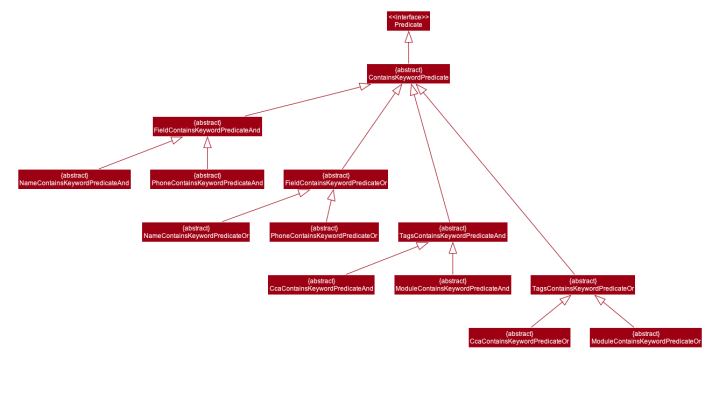 <<interface>>
Predicate
{abstract}
ContainsKeywordPredicate
{abstract}
FieldContainsKeywordPredicateAnd
{abstract}
NameContainsKeywordPredicateAnd
{abstract}
PhoneContainsKeywordPredicateAnd
{abstract}
FieldContainsKeywordPredicateOr
{abstract}
NameContainsKeywordPredicateOr
{abstract}
PhoneContainsKeywordPredicateOr
{abstract}
TagsContainsKeywordPredicateAnd
{abstract}
CcaContainsKeywordPredicateAnd
{abstract}
ModuleContainsKeywordPredicateAnd
{abstract}
TagsContainsKeywordPredicateOr
{abstract}
CcaContainsKeywordPredicateOr
{abstract}
ModuleContainsKeywordPredicateOr